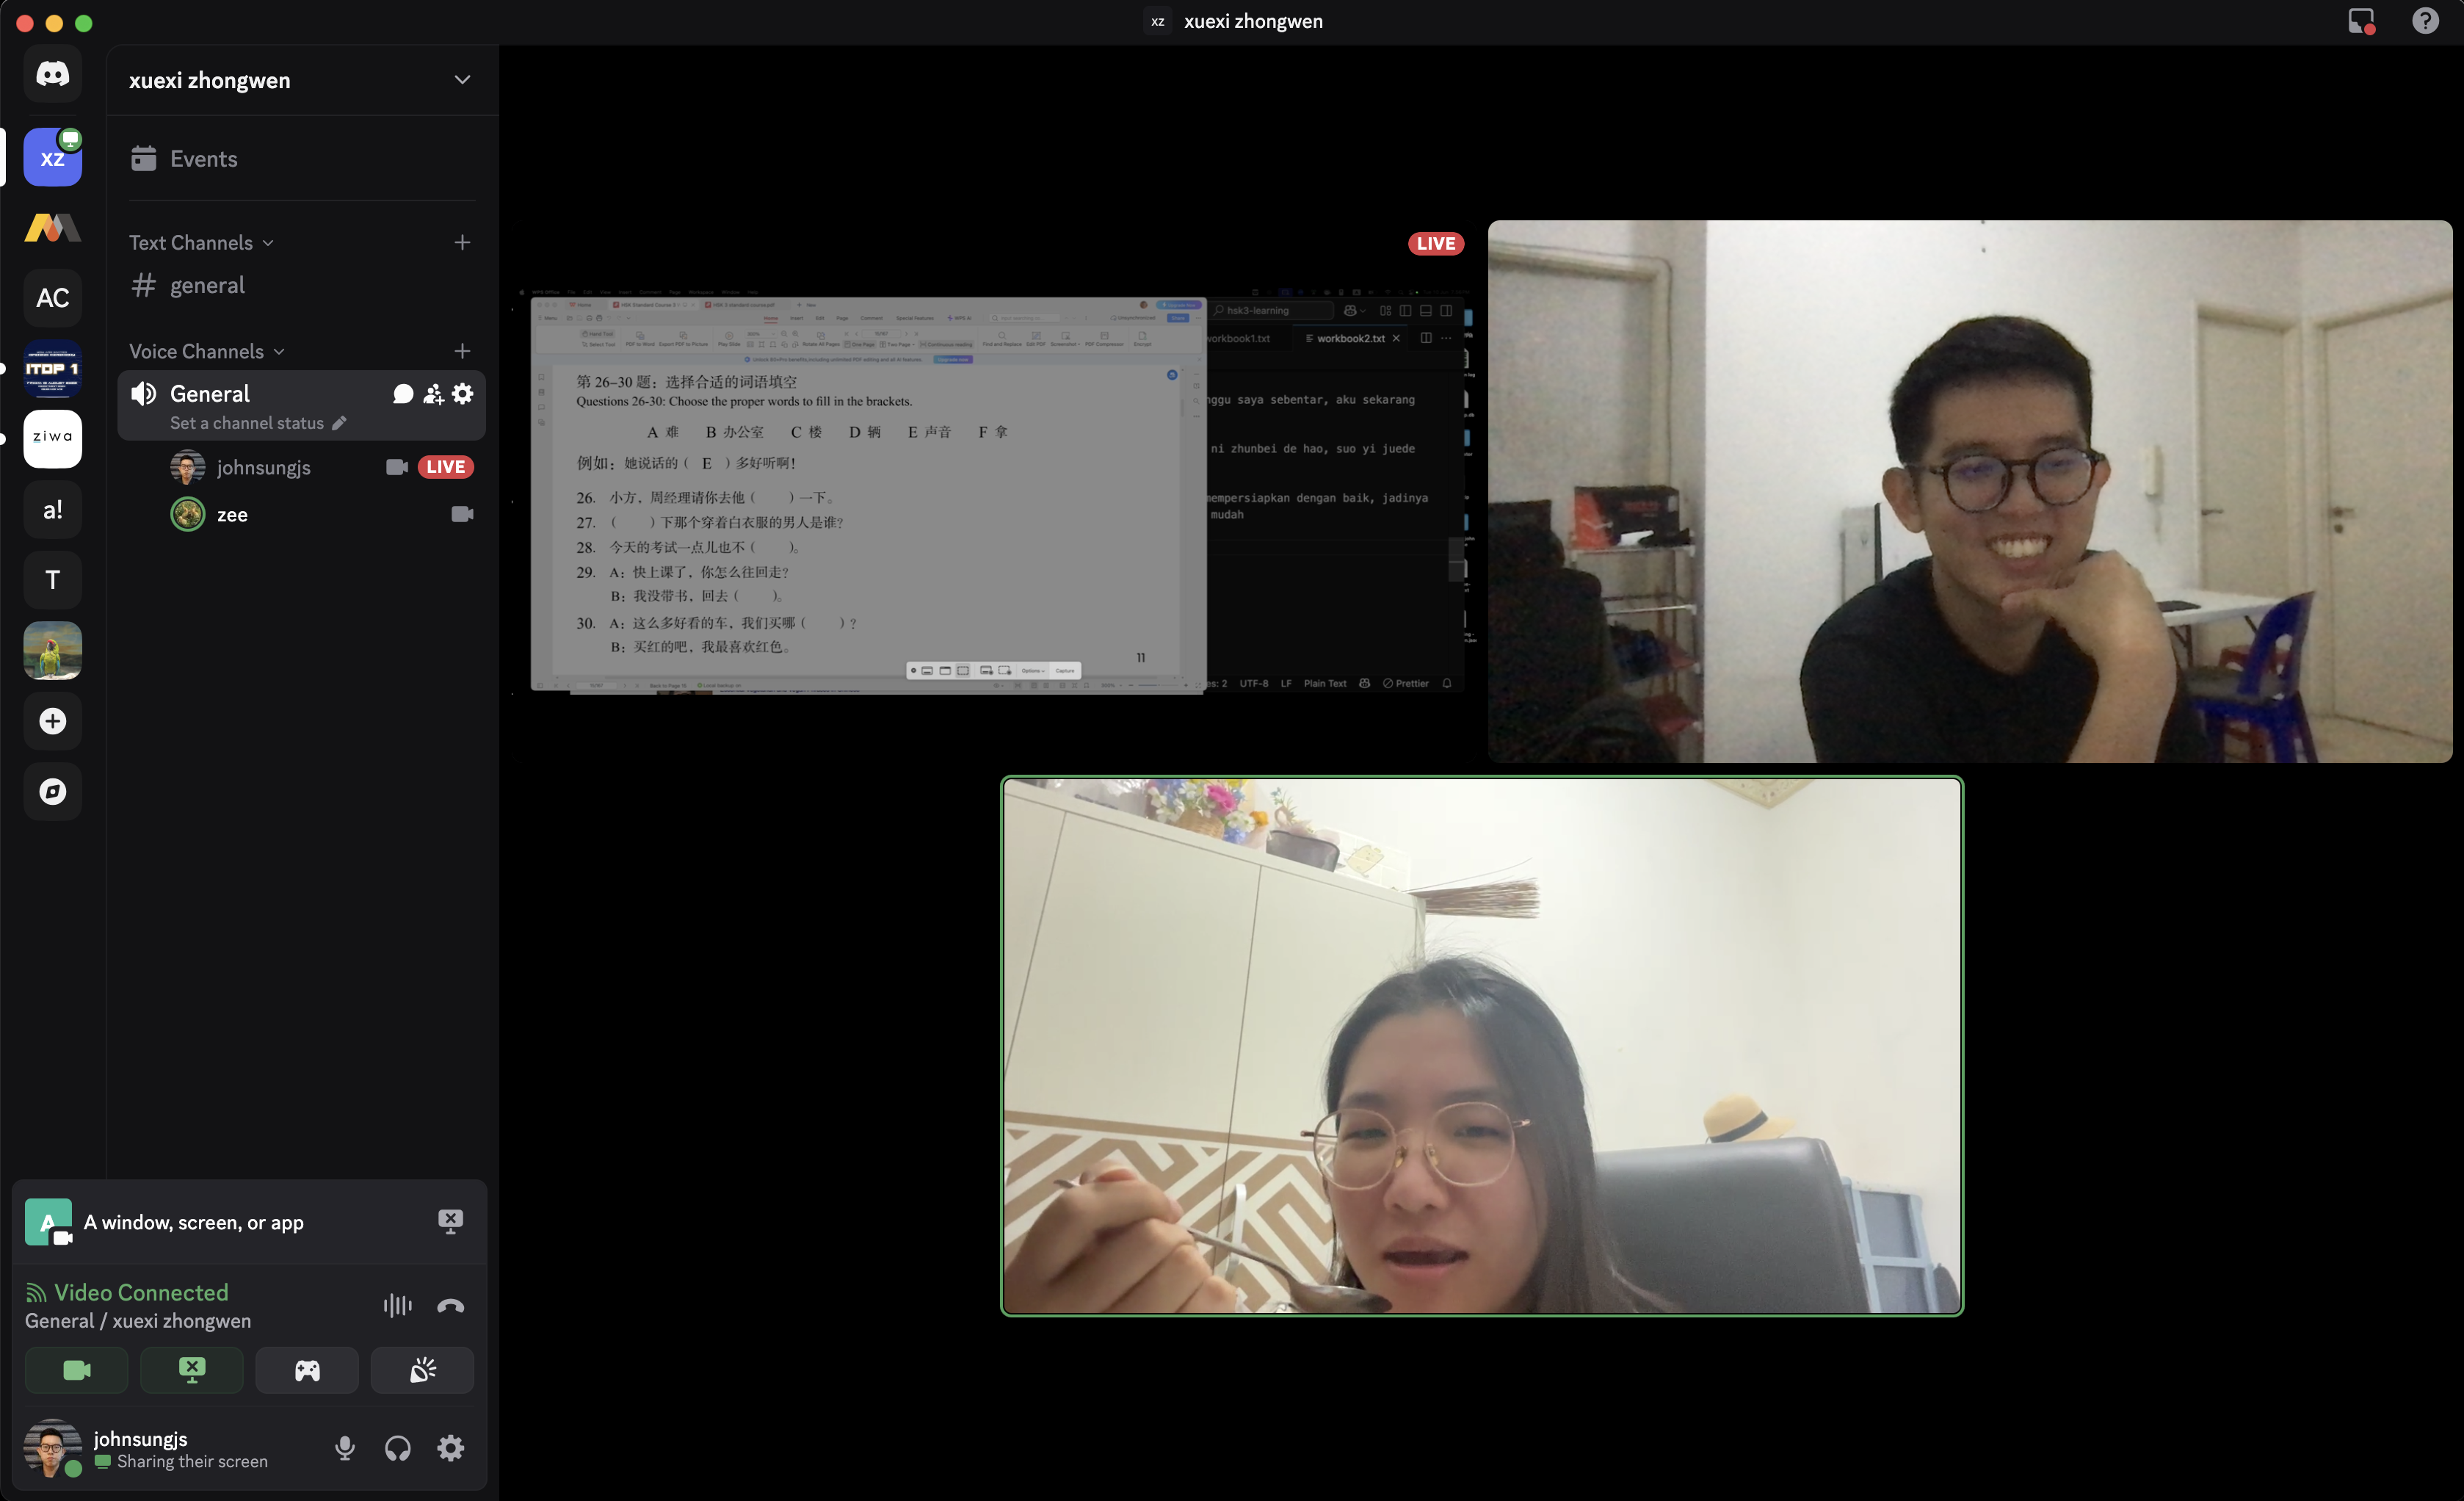 xz xuexi zhongwen
xuexi zhongwen
xz
AC
ITOP 1
ziwa
a!
T
Events
Text Channels
general
Voice Channels
General
Set a channel status
johnsungjs
LIVE
zee
LIVE
HSK 3 standard course.pdf
hsk3-learning
workbook1.txt
workbook2.txt
第 26-30 题：选择合适的词语填空
Questions 26-30: Choose the proper words to fill in the brackets.
A 难 B 办公室 C 楼 D 辆 E 声音 F 拿
例如：她说话的（ E ）多好听啊！
26. 小方，周经理请你去他（ ）一下。
27. （ ）下那个穿着白衣服的男人是谁？
28. 今天的考试一点儿也不（ ）。
29. A：快上课了，你怎么往回走？
B：我没带书，回去（ ）。
30. A：这么多好看的车，我们买哪（ ）？
B：买红的吧，我最喜欢红色。
11
Options
Capture
nggu saya sebentar, aku sekarang
ni zhunbei de hao, suo yi juede
mempersiapkan dengan baik, jadinya
mudah
es: 2 UTF-8 LF Plain Text Prettier
A window, screen, or app
Video Connected
General / xuexi zhongwen
johnsungjs
Sharing their screen